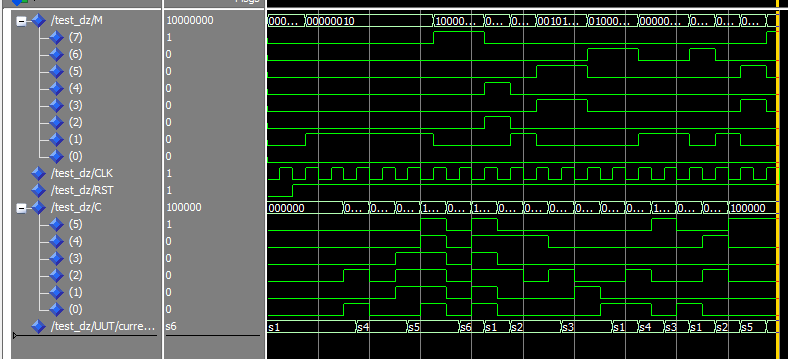 /test_dz/M 10000000 000... 00000010 10000... 0... 0... 00101... 01000... 00000... 0... 0... 0...
(7) 1
(6) 0
(5) 0
(4) 0
(3) 0
(2) 0
(1) 0
(0) 0
/test_dz/CLK 1
/test_dz/RST 1
/test_dz/C 100000 000000 0... 0... 0... 1... 0... 1... 0... 0... 0... 0... 0... 0... 1... 0... 0... 100000
(5) 1
(4) 0
(3) 0
(2) 0
(1) 0
(0) 0
/test_dz/UUT/curre... s6 s1 s4 s5 s6 s1 s2 s3 s1 s4 s3 s1 s2 s5